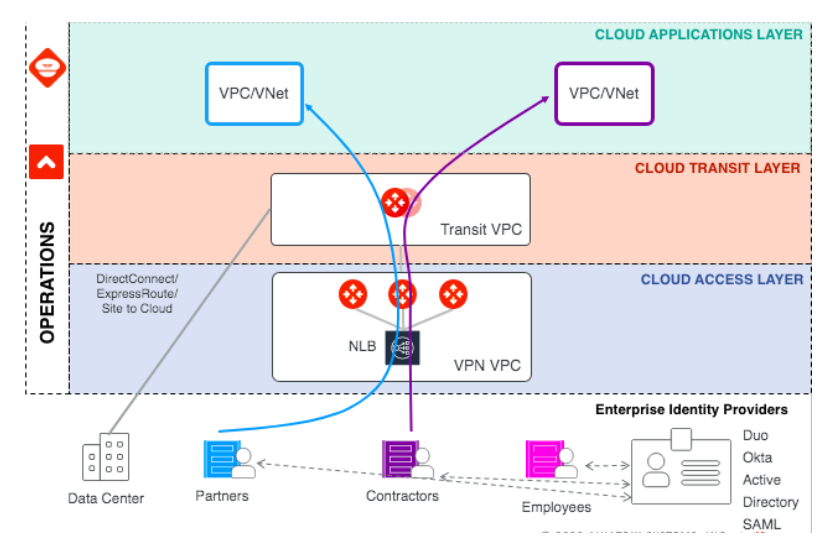 CLOUD APPLICATIONS LAYER
VPC/VNet
VPC/VNet
CLOUD TRANSIT LAYER
Transit VPC
OPERATIONS
DirectConnect/
ExpressRoute/
Site to Cloud
CLOUD ACCESS LAYER
NLB
VPN VPC
Enterprise Identity Providers
Duo
Okta
Active
Directory
SAML
Data Center
Partners
Contractors
Employees